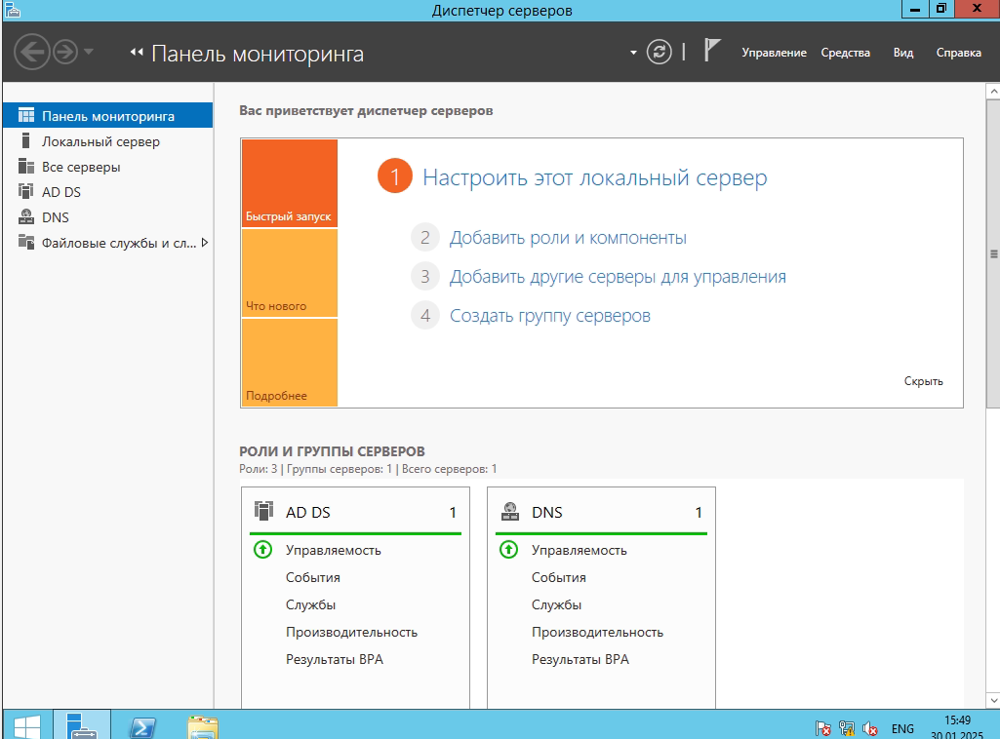 Диспетчер серверов
Панель мониторинга
Управление Средства Вид Справка
Панель мониторинга
Локальный сервер
Все серверы
AD DS
DNS
Файловые службы и сл...
Вас приветствует диспетчер серверов
Быстрый запуск
Что нового
Подробнее
1 Настроить этот локальный сервер
2 Добавить роли и компоненты
3 Добавить другие серверы для управления
4 Создать группу серверов
Скрыть
РОЛИ И ГРУППЫ СЕРВЕРОВ
Роли: 3 | Группы серверов: 1 | Всего серверов: 1
AD DS 1
Управляемость
События
Службы
Производительность
Результаты BPA
DNS 1
Управляемость
События
Службы
Производительность
Результаты BPA
ENG
15:49
30.01.2025